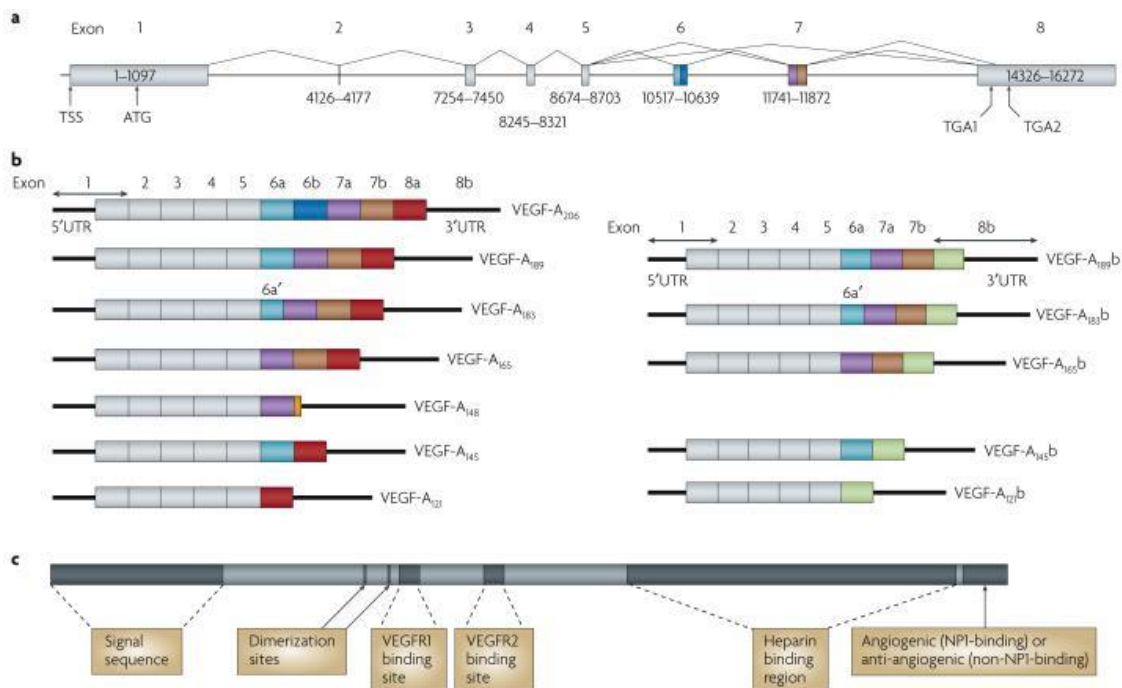 a
Exon 1 2 3 4 5 6 7 8
1–1097
14326–16272
4126–4177 7254–7450 8674–8703 10517–10639 11741–11872
8245–8321
TSS ATG TGA1 TGA2
b
Exon 1 2 3 4 5 6a 6b 7a 7b 8a 8b
VEGF-A206
5′UTR 3′UTR
VEGF-A189
6a′
VEGF-A183
VEGF-A165
VEGF-A148
VEGF-A145
VEGF-A121
Exon 1 2 3 4 5 6a 7a 7b 8b
VEGF-A189b
5′UTR 3′UTR
6a′
VEGF-A183b
VEGF-A165b
VEGF-A145b
VEGF-A121b
c
Signal
sequence
Dimerization
sites
VEGFR1
binding
site
VEGFR2
binding
site
Heparin
binding
region
Angiogenic (NP1-binding) or
anti-angiogenic (non-NP1-binding)